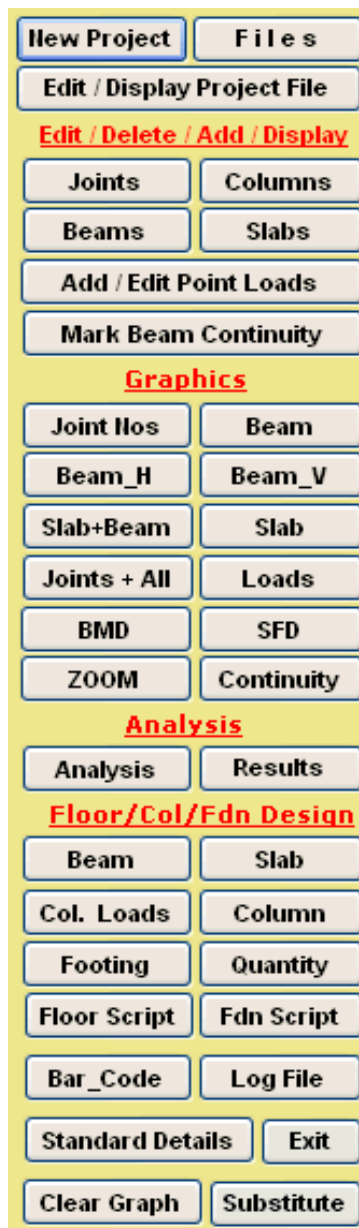 New Project Files
Edit / Display Project File
Edit / Delete / Add / Display
Joints Columns
Beams Slabs
Add / Edit Point Loads
Mark Beam Continuity
Graphics
Joint Nos Beam
Beam_H Beam_V
Slab+Beam Slab
Joints + All Loads
BMD SFD
ZOOM Continuity
Analysis
Analysis Results
Floor/Col/Fdn Design
Beam Slab
Col. Loads Column
Footing Quantity
Floor Script Fdn Script
Bar_Code Log File
Standard Details Exit
Clear Graph Substitute